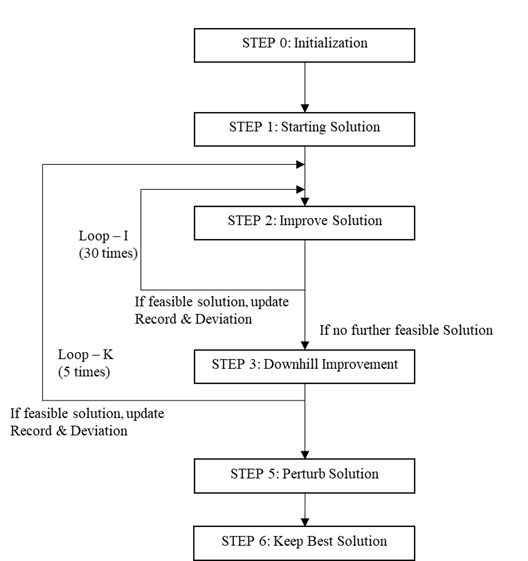 STEP 0: Initialization
STEP 1: Starting Solution
STEP 2: Improve Solution
Loop – I
(30 times)
If feasible solution, update
Record & Deviation
If no further feasible Solution
STEP 3: Downhill Improvement
Loop – K
(5 times)
If feasible solution, update
Record & Deviation
STEP 5: Perturb Solution
STEP 6: Keep Best Solution